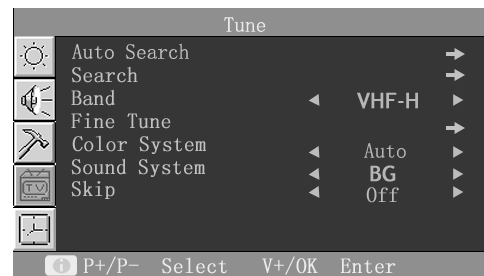 Tune
Auto Search
Search
Band VHF-H
Fine Tune
Color System Auto
Sound System BG
Skip Off
TV
i P+/P- Select V+/OK Enter